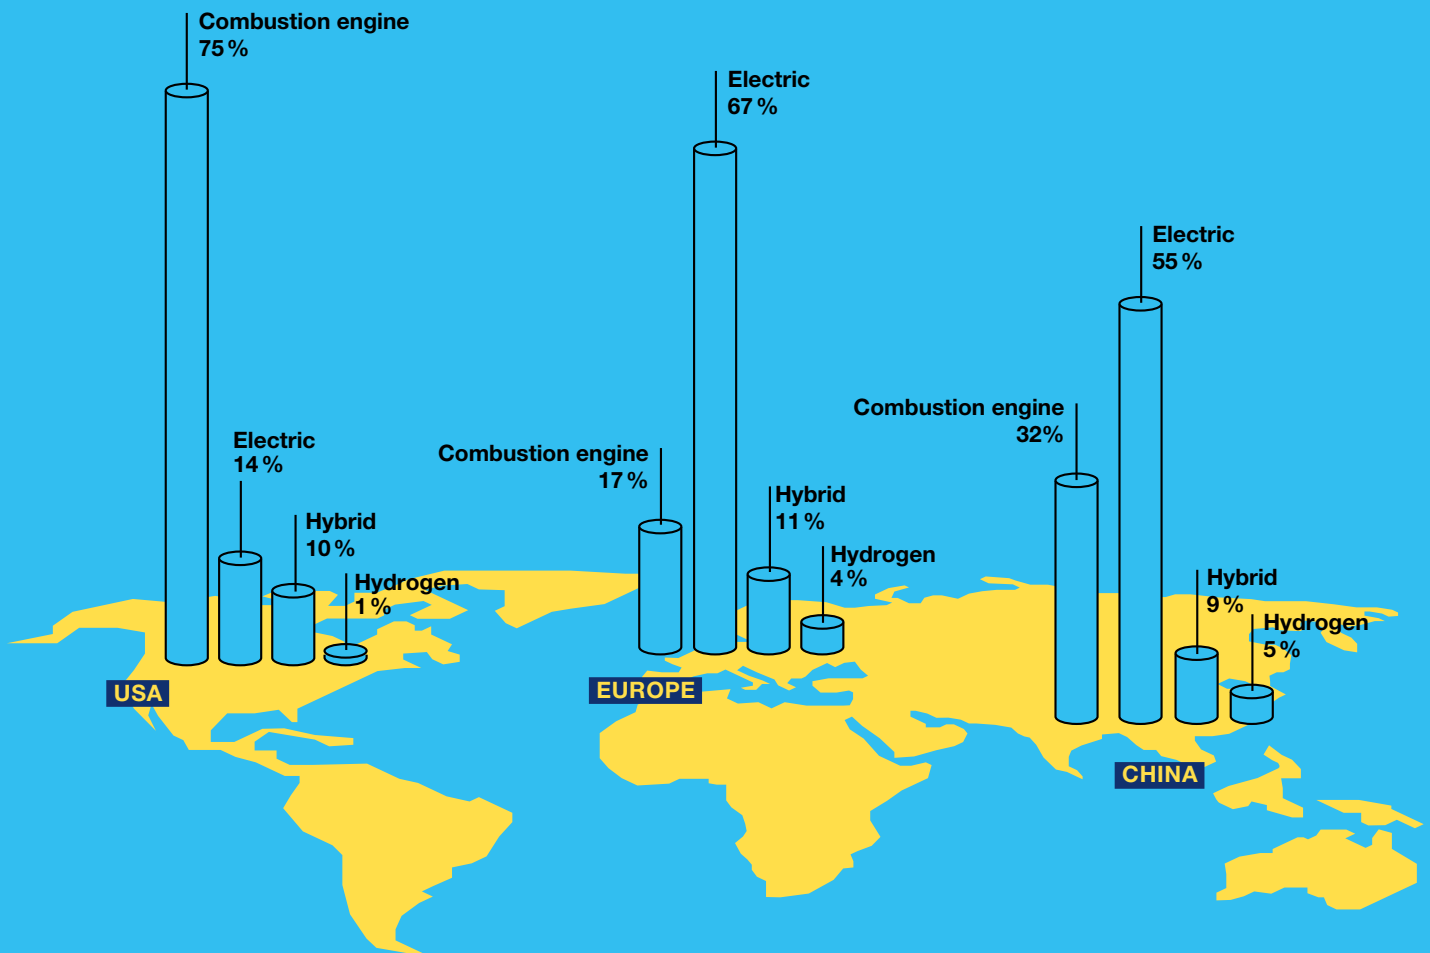 Combustion engine
75 %
Electric
14 %
Hybrid
10 %
Hydrogen
1 %
USA
Combustion engine
17 %
Electric
67 %
Hybrid
11 %
Hydrogen
4 %
EUROPE
Combustion engine
32%
Electric
55 %
Hybrid
9 %
Hydrogen
5 %
CHINA